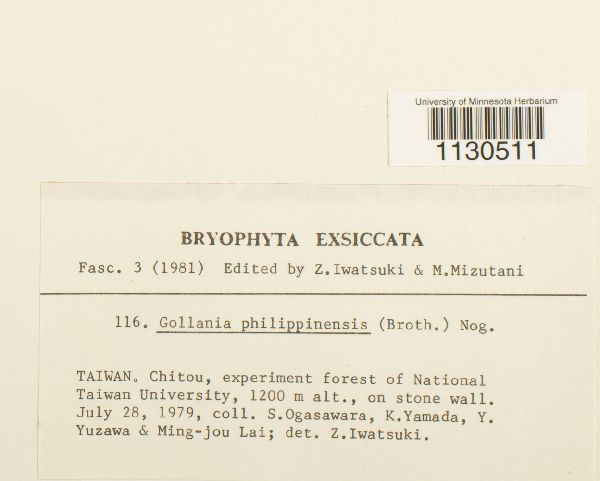 University of Minnesota Herbarium
1130511
BRYOPHYTA EXSICCATA
Fasc. 3 (1981) Edited by Z.Iwatsuki & M.Mizutani
116. Gollania philippinensis (Broth.) Nog.
TAIWAN. Chitou, experiment forest of National
Taiwan University, 1200 m alt., on stone wall.
July 28, 1979, coll. S.Ogasawara, K.Yamada, Y.
Yuzawa & Ming-jou Lai; det. Z.Iwatsuki.